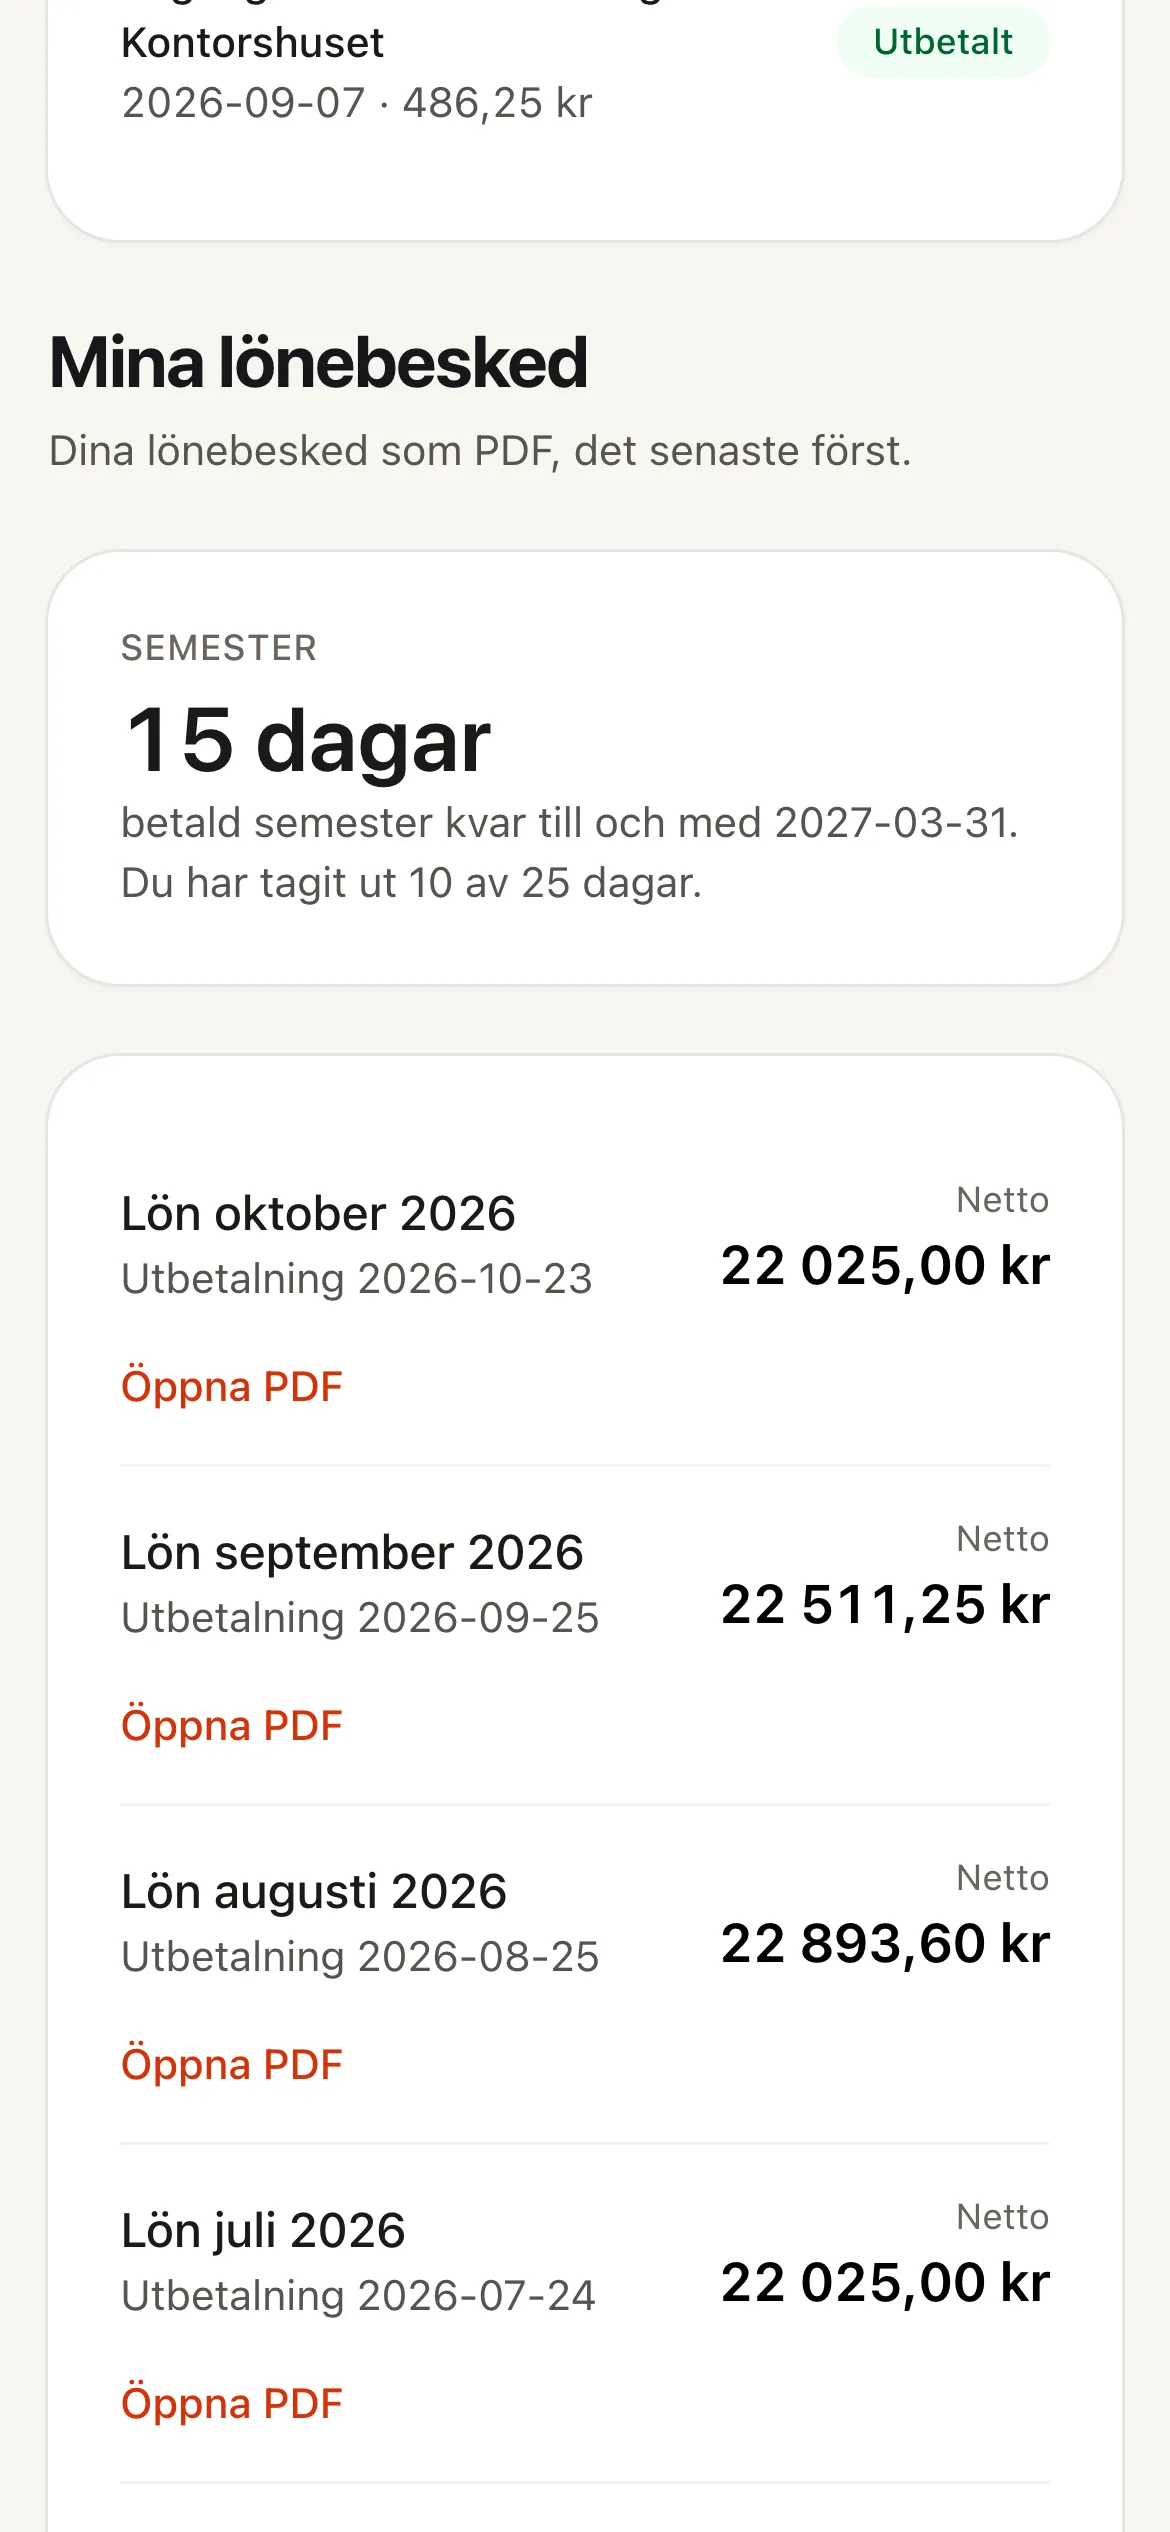 Kontorshuset
Utbetalt
2026-09-07 · 486,25 kr
Mina lönebesked
Dina lönebesked som PDF, det senaste först.
SEMESTER
15 dagar
betald semester kvar till och med 2027-03-31.
Du har tagit ut 10 av 25 dagar.
Lön oktober 2026
Utbetalning 2026-10-23
Netto
22 025,00 kr
Öppna PDF
Lön september 2026
Utbetalning 2026-09-25
Netto
22 511,25 kr
Öppna PDF
Lön augusti 2026
Utbetalning 2026-08-25
Netto
22 893,60 kr
Öppna PDF
Lön juli 2026
Utbetalning 2026-07-24
Netto
22 025,00 kr
Öppna PDF